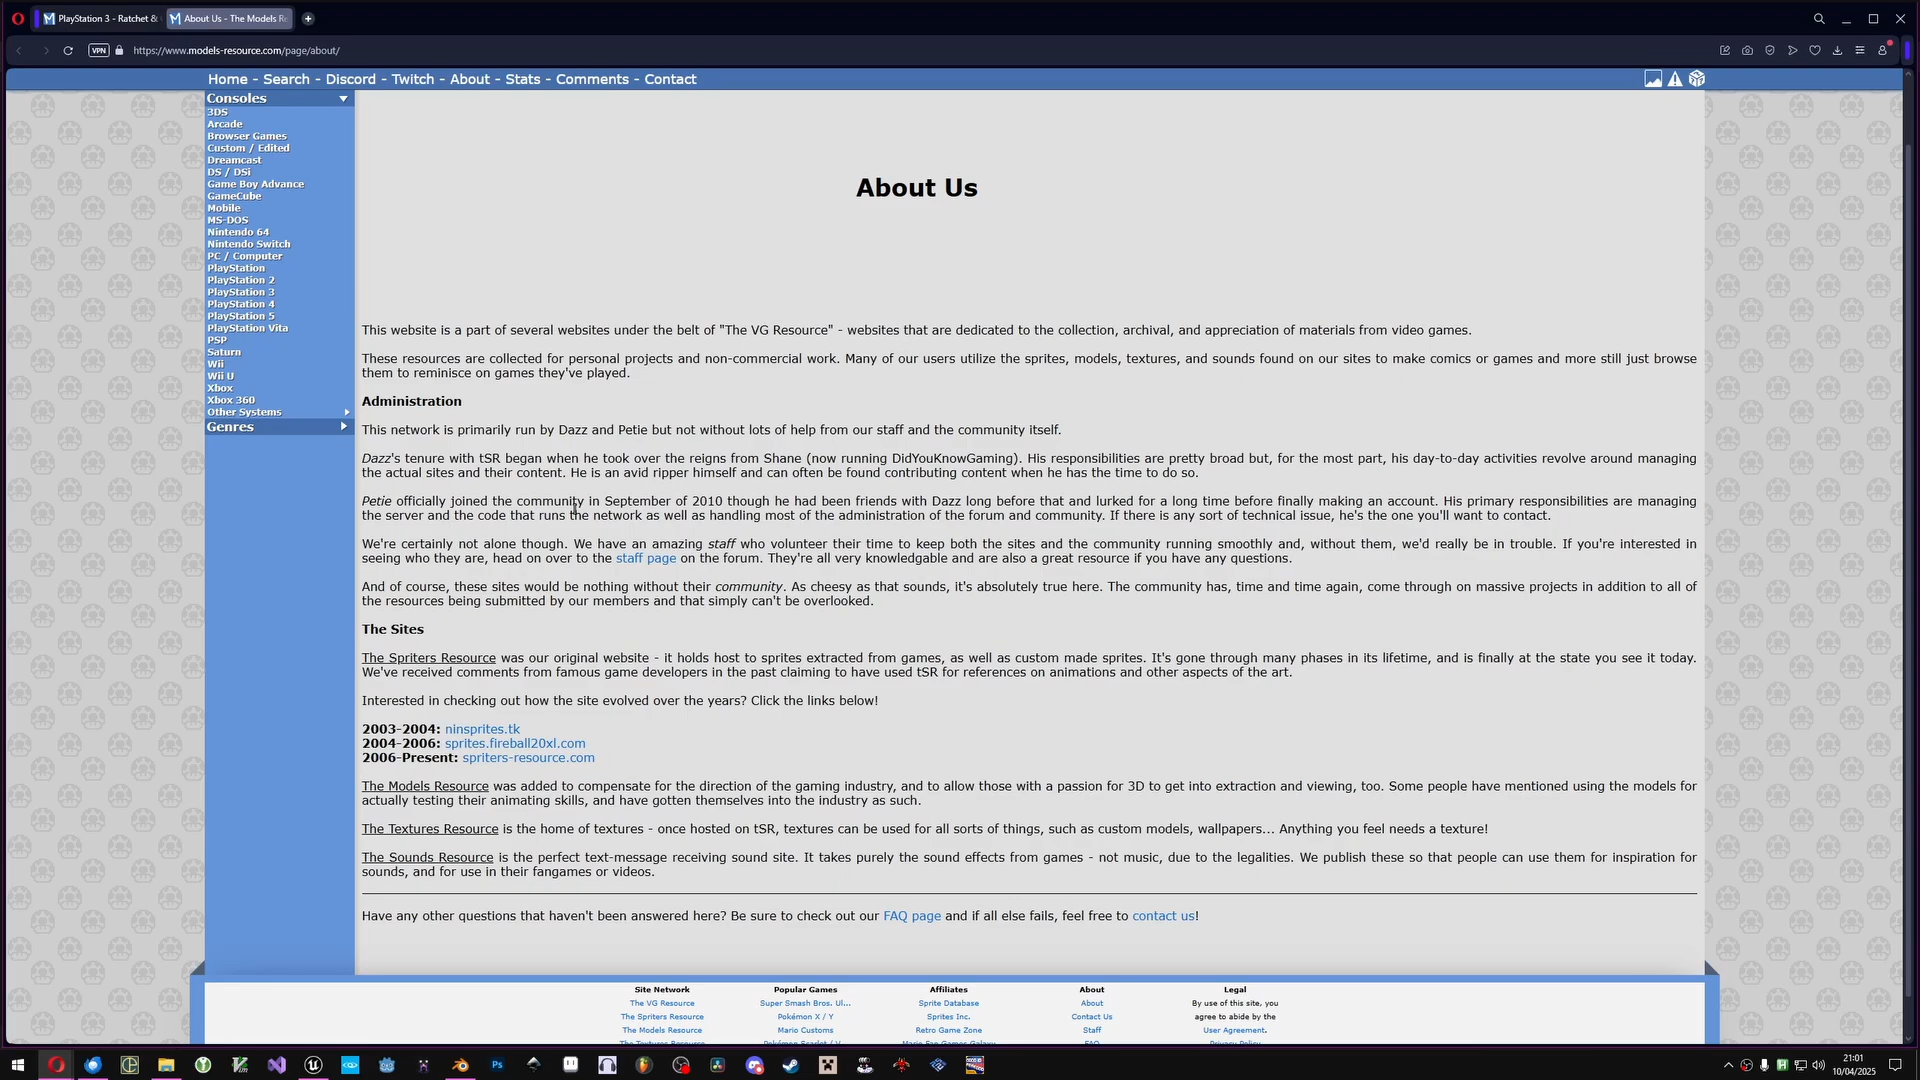 PlayStation 3 - Ratchet &
About Us - The Models Re
VPN
https://www.models-resource.com/page/about/
Home - Search - Discord - Twitch - About - Stats - Comments - Contact
Consoles
3DS
Arcade
Browser Games
Custom / Edited
Dreamcast
DS / DSi
Game Boy Advance
GameCube
Mobile
MS-DOS
Nintendo 64
Nintendo Switch
PC / Computer
PlayStation
PlayStation 2
PlayStation 3
PlayStation 4
PlayStation 5
PlayStation Vita
PSP
Saturn
Wii
Wii U
Xbox
Xbox 360
Other Systems
Genres
About Us
This website is a part of several websites under the belt of "The VG Resource" - websites that are dedicated to the collection, archival, and appreciation of materials from video games.
These resources are collected for personal projects and non-commercial work. Many of our users utilize the sprites, models, textures, and sounds found on our sites to make comics or games and more still just browse
them to reminisce on games they've played.
Administration
This network is primarily run by Dazz and Petie but not without lots of help from our staff and the community itself.
Dazz's tenure with tSR began when he took over the reigns from Shane (now running DidYouKnowGaming). His responsibilities are pretty broad but, for the most part, his day-to-day activities revolve around managing
the actual sites and their content. He is an avid ripper himself and can often be found contributing content when he has the time to do so.
Petie officially joined the community in September of 2010 though he had been friends with Dazz long before that and lurked for a long time before finally making an account. His primary responsibilities are managing
the server and the code that runs the network as well as handling most of the administration of the forum and community. If there is any sort of technical issue, he's the one you'll want to contact.
We're certainly not alone though. We have an amazing staff who volunteer their time to keep both the sites and the community running smoothly and, without them, we'd really be in trouble. If you're interested in
seeing who they are, head on over to the staff page on the forum. They're all very knowledgable and are also a great resource if you have any questions.
And of course, these sites would be nothing without their community. As cheesy as that sounds, it's absolutely true here. The community has, time and time again, come through on massive projects in addition to all of
the resources being submitted by our members and that simply can't be overlooked.
The Sites
The Spriters Resource was our original website - it holds host to sprites extracted from games, as well as custom made sprites. It's gone through many phases in its lifetime, and is finally at the state you see it today.
We've received comments from famous game developers in the past claiming to have used tSR for references on animations and other aspects of the art.
Interested in checking out how the site evolved over the years? Click the links below!
2003-2004: ninsprites.tk
2004-2006: sprites.fireball20xl.com
2006-Present: spriters-resource.com
The Models Resource was added to compensate for the direction of the gaming industry, and to allow those with a passion for 3D to get into extraction and viewing, too. Some people have mentioned using the models for
actually testing their animating skills, and have gotten themselves into the industry as such.
The Textures Resource is the home of textures - once hosted on tSR, textures can be used for all sorts of things, such as custom models, wallpapers... Anything you feel needs a texture!
The Sounds Resource is the perfect text-message receiving sound site. It takes purely the sound effects from games - not music, due to the legalities. We publish these so that people can use them for inspiration for
sounds, and for use in their fangames or videos.
Have any other questions that haven't been answered here? Be sure to check out our FAQ page and if all else fails, feel free to contact us!
Site Network
The VG Resource
The Spriters Resource
The Models Resource
The Textures Resource
Popular Games
Super Smash Bros. Ul...
Pokémon X / Y
Mario Customs
Pokémon Scarlet / V...
Affiliates
Sprite Database
Sprites Inc.
Retro Game Zone
Mario Fan Games Galaxy
About
About
Contact Us
Staff
FAQ
Legal
By use of this site, you
agree to abide by the
User Agreement.
Privacy Policy
Ps
21:01
10/04/2025